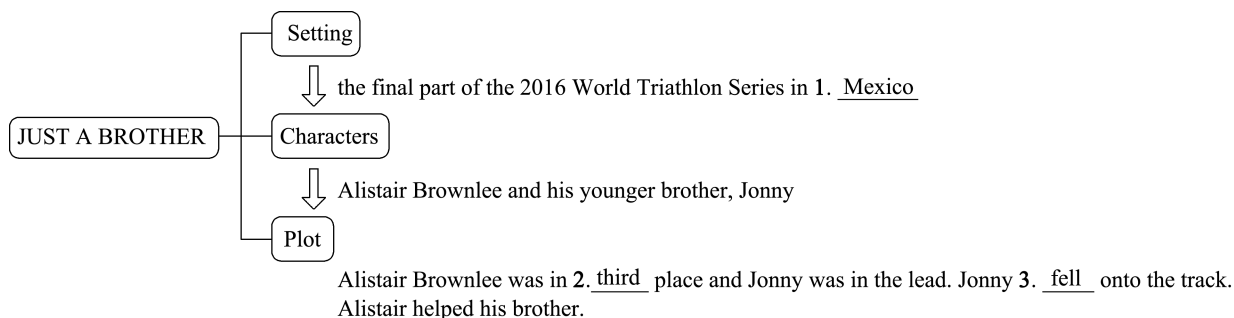 Setting
the final part of the 2016 World Triathlon Series in 1. Mexico
JUST A BROTHER
Characters
Alistair Brownlee and his younger brother, Jonny
Plot
Alistair Brownlee was in 2. third place and Jonny was in the lead. Jonny 3. fell onto the track.
Alistair helped his brother.